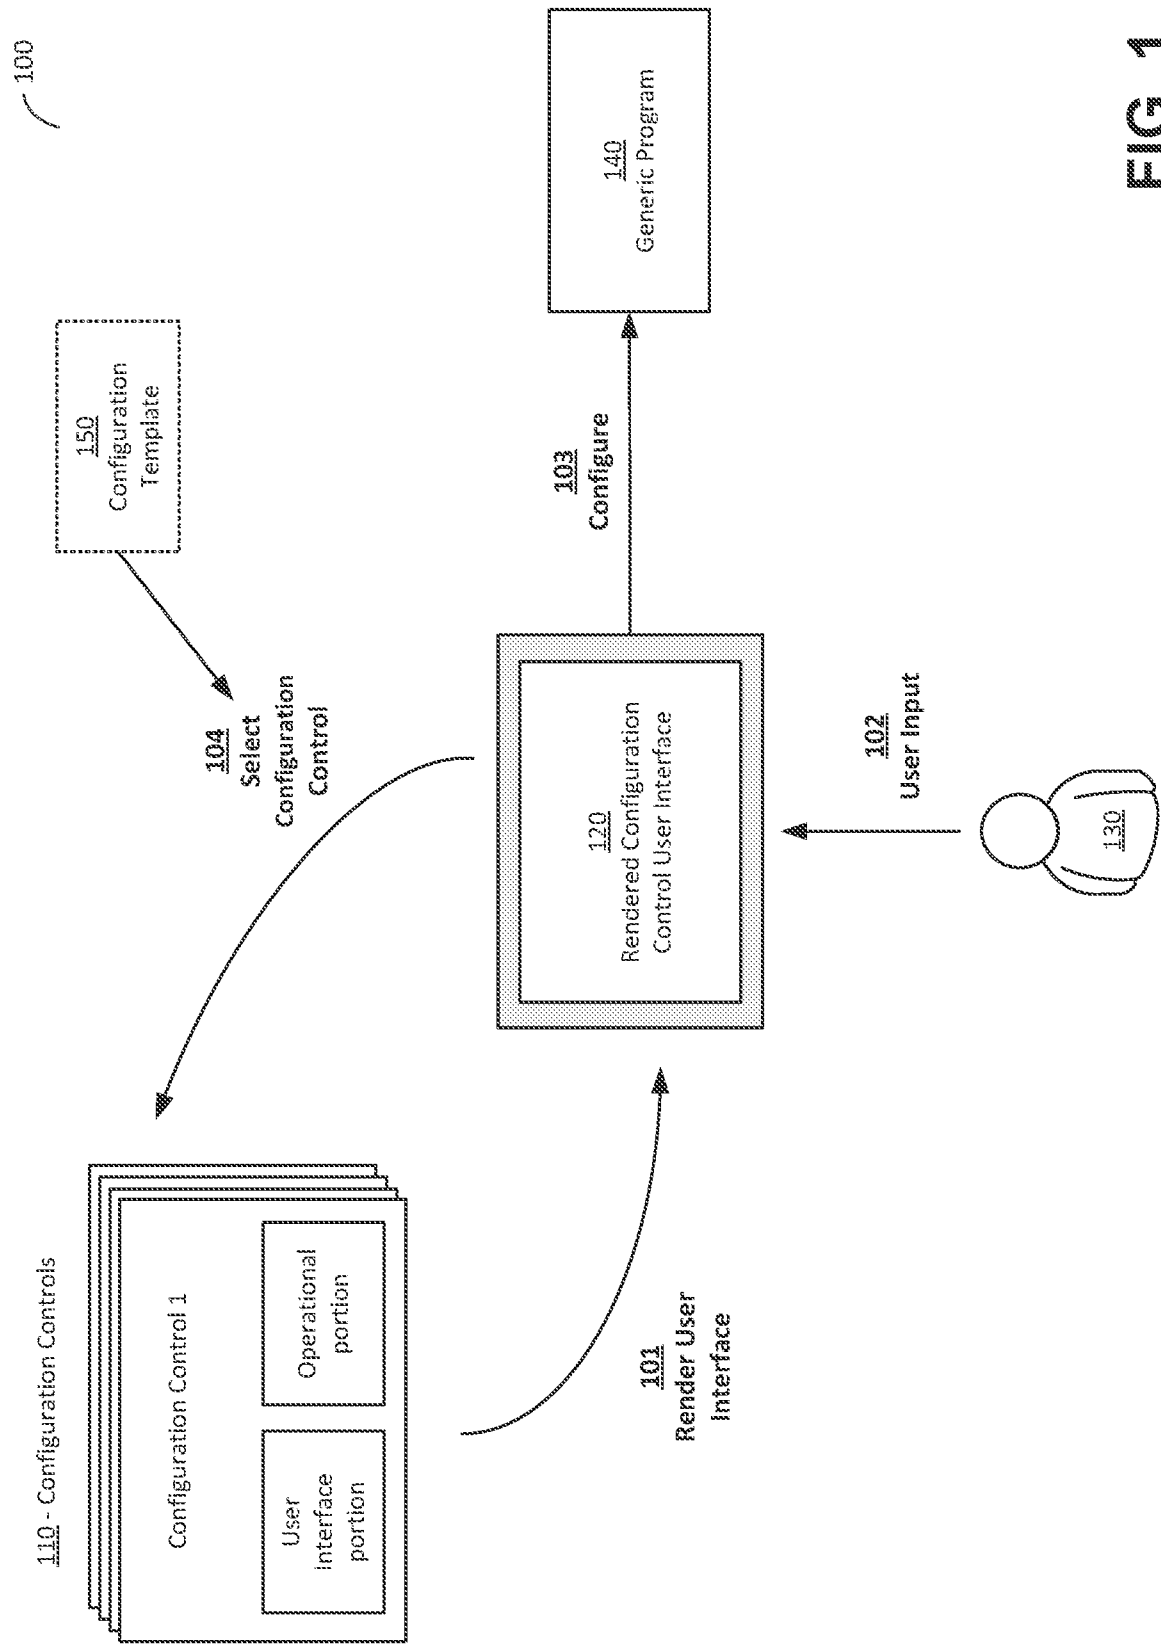 100
110 - Configuration Controls
Configuration Control 1
User
interface
portion
Operational
portion
104
Select
Configuration
Control
150
Configuration
Template
101
Render User
Interface
120
Rendered Configuration
Control User Interface
103
Configure
140
Generic Program
102
User Input
130
FIG 1